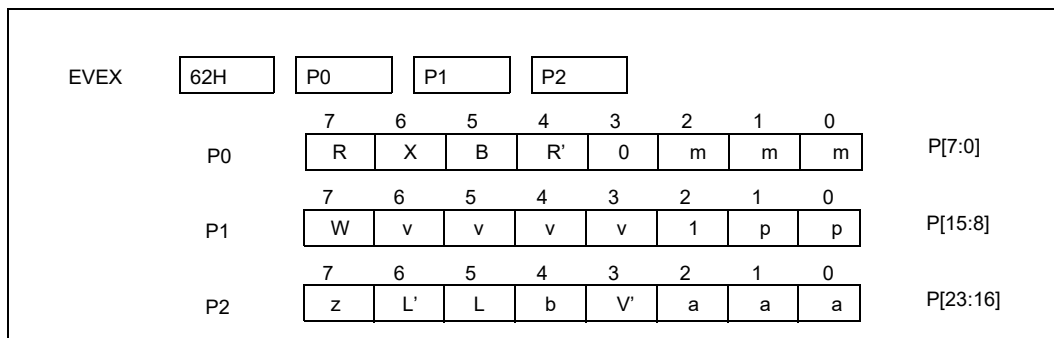 EVEX 62H P0 P1 P2
7 6 5 4 3 2 1 0
P0 R X B R’ 0 m m m P[7:0]
7 6 5 4 3 2 1 0
P1 W v v v v 1 p p P[15:8]
7 6 5 4 3 2 1 0
P2 z L’ L b V’ a a a P[23:16]